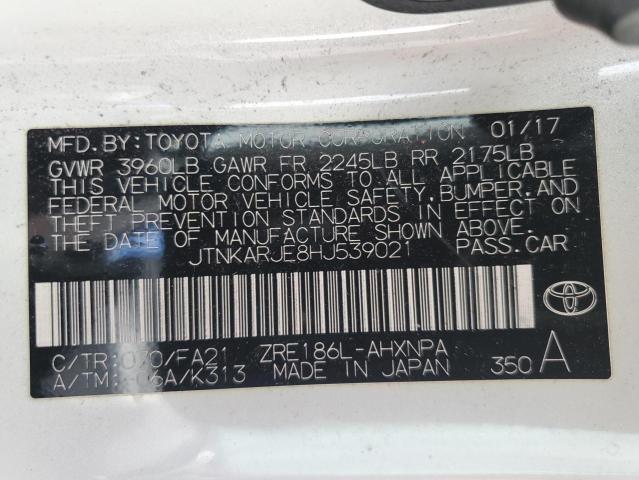 MFD. BY: TOYOTA MOTOR CORPORATION 01/17
GVWR 3960LB GAWR FR 2245LB RR 2175LB
THIS VEHICLE CONFORMS TO ALL APPLICABLE
FEDERAL MOTOR VEHICLE SAFETY, BUMPER, AND
THEFT PREVENTION STANDARDS IN EFFECT ON
THE DATE OF MANUFACTURE SHOWN ABOVE.
JTNKARJE8HJ539021 PASS.CAR
C/TR: 070/FA21 ZRE186L-AHXNPA
A/TM: -06A/K313 MADE IN JAPAN 350 A